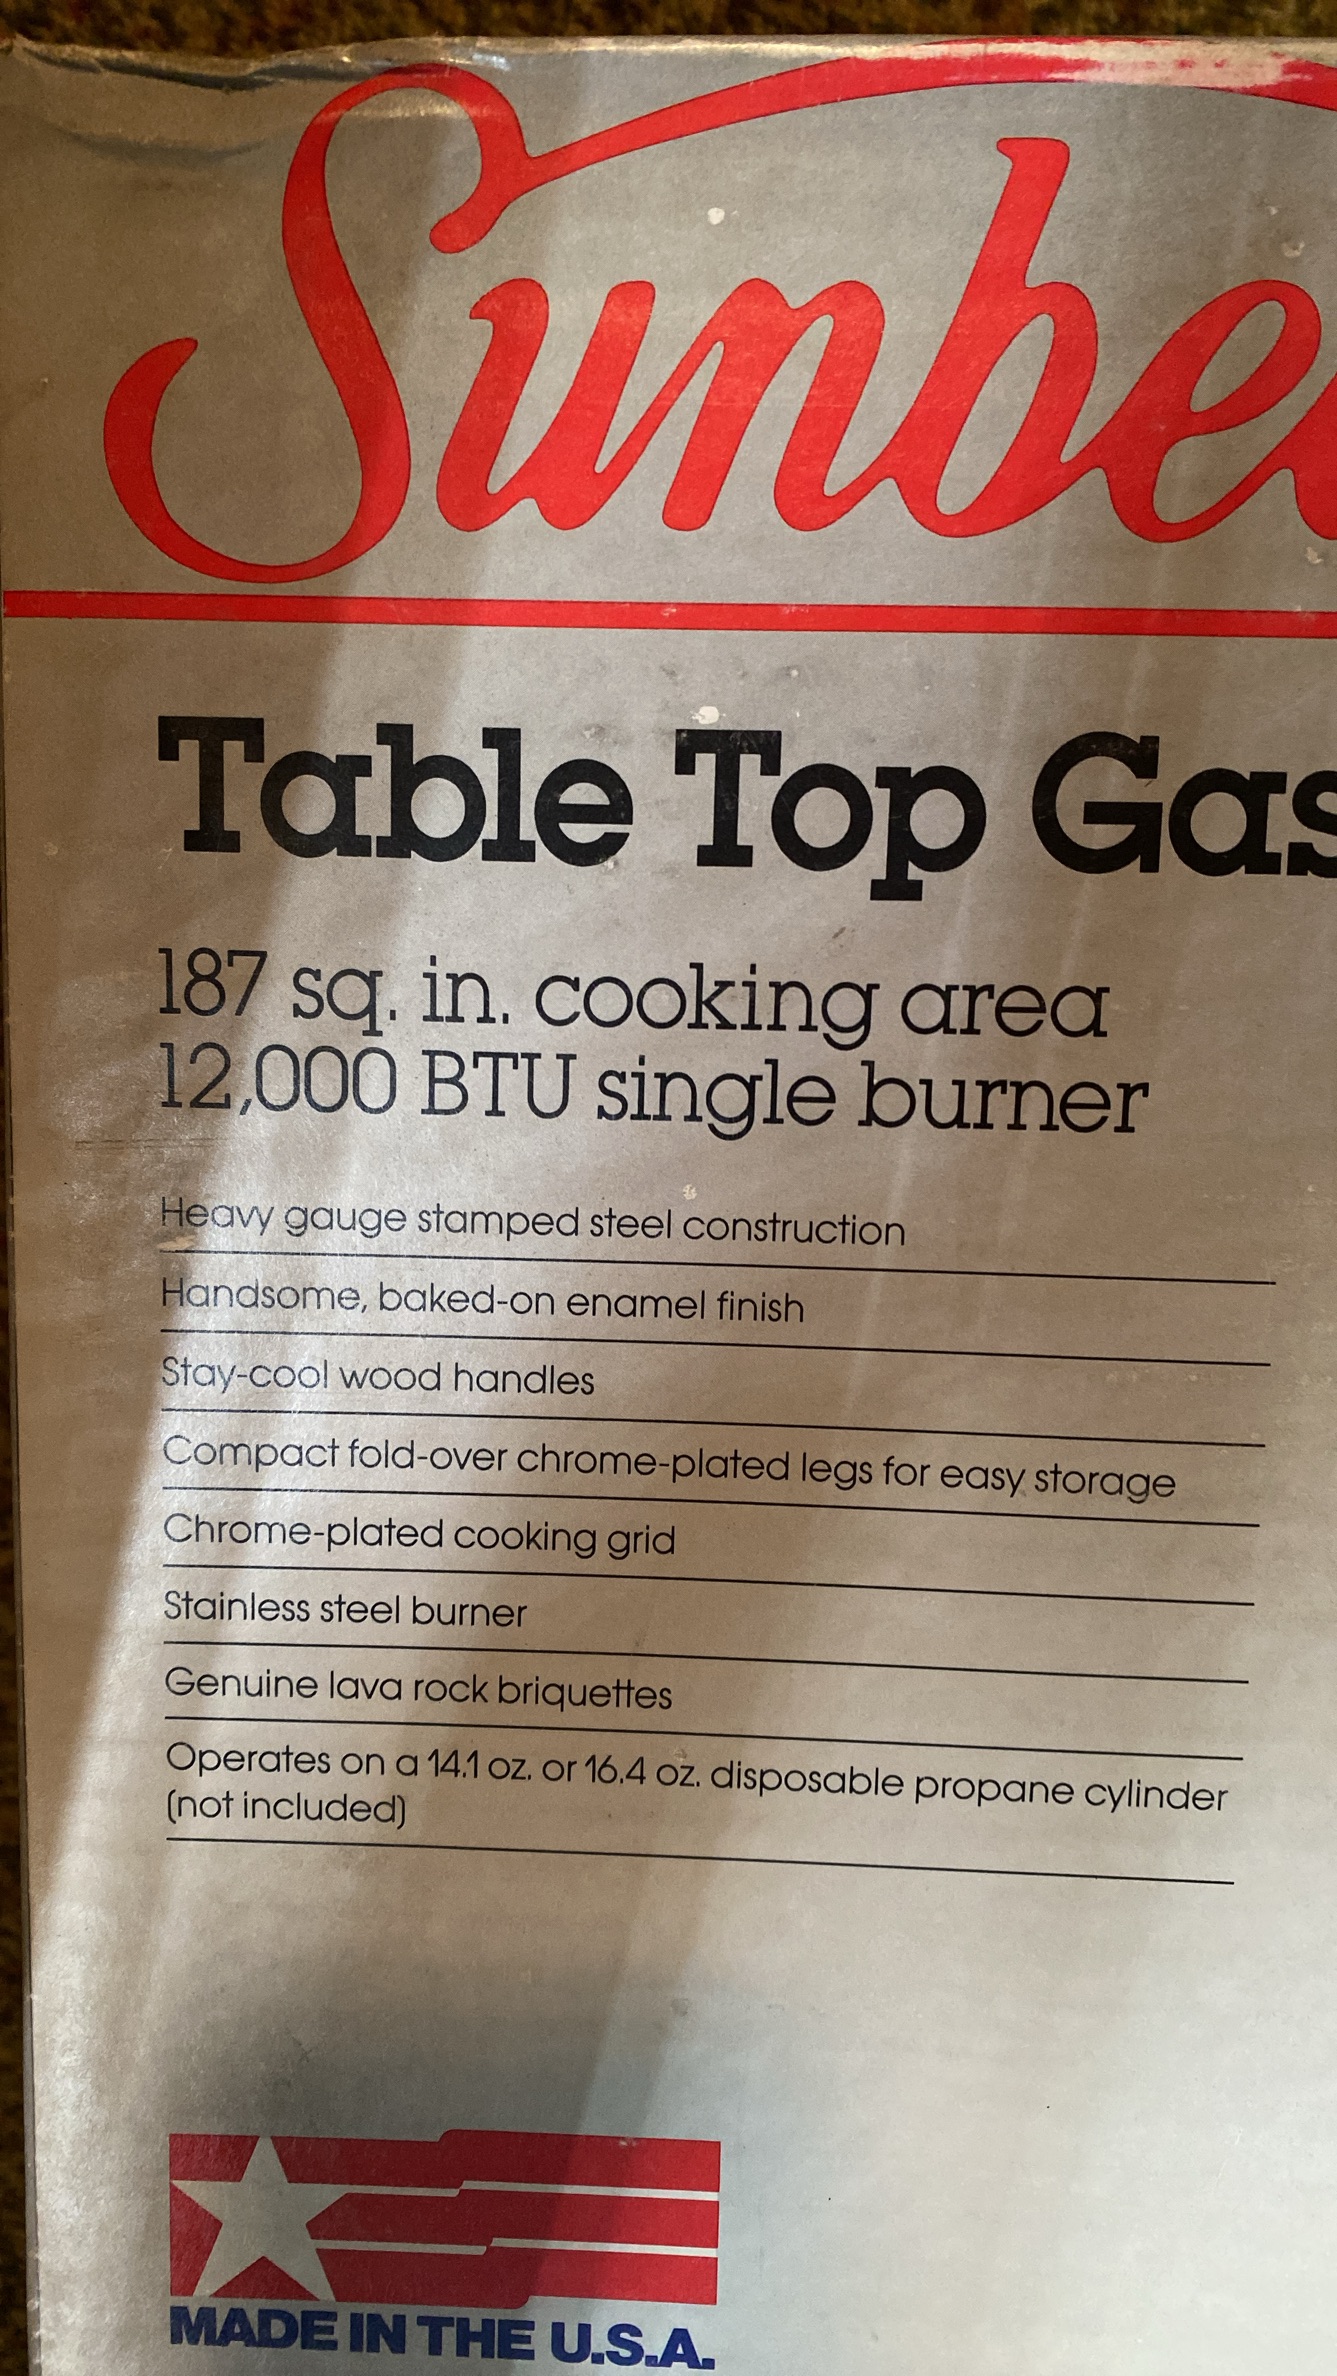 Sunbe
Table Top Gas
187 sq. in. cooking area
12,000 BTU single burner
Heavy gauge stamped steel construction
Handsome, baked-on enamel finish
Stay-cool wood handles
Compact fold-over chrome-plated legs for easy storage
Chrome-plated cooking grid
Stainless steel burner
Genuine lava rock briquettes
Operates on a 14.1 oz. or 16.4 oz. disposable propane cylinder
(not included)
MADE IN THE U.S.A.